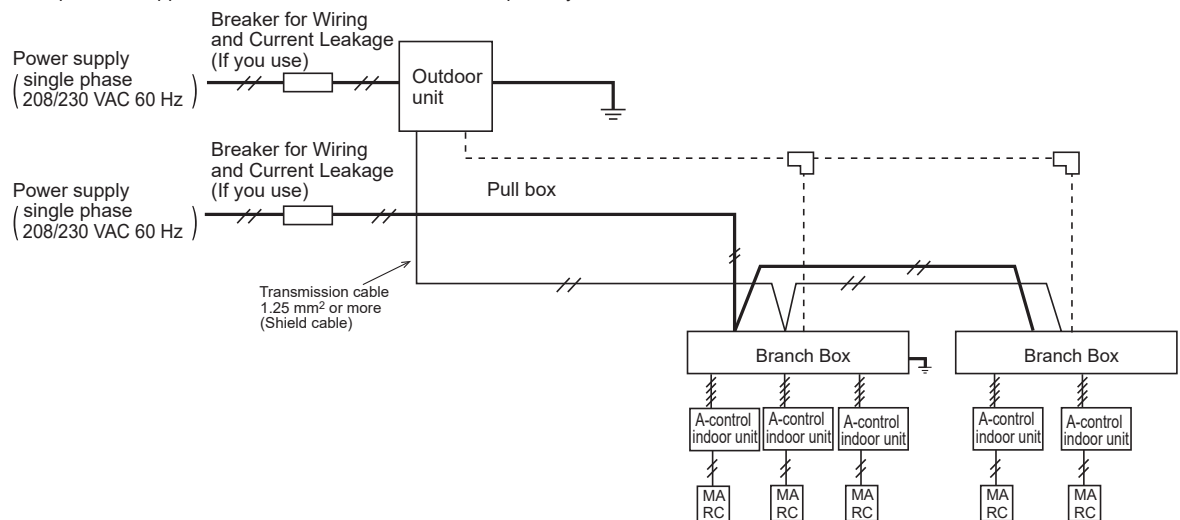 Breaker for Wiring
and Current Leakage
(If you use)
Power supply
( single phase
208/230 VAC 60 Hz )
Outdoor
unit
Breaker for Wiring
and Current Leakage
(If you use)
Power supply
( single phase
208/230 VAC 60 Hz )
Pull box
Transmission cable
1.25 mm² or more
(Shield cable)
Branch Box
Branch Box
A-control
indoor unit
A-control
indoor unit
A-control
indoor unit
A-control
indoor unit
A-control
indoor unit
MA
RC
MA
RC
MA
RC
MA
RC
MA
RC